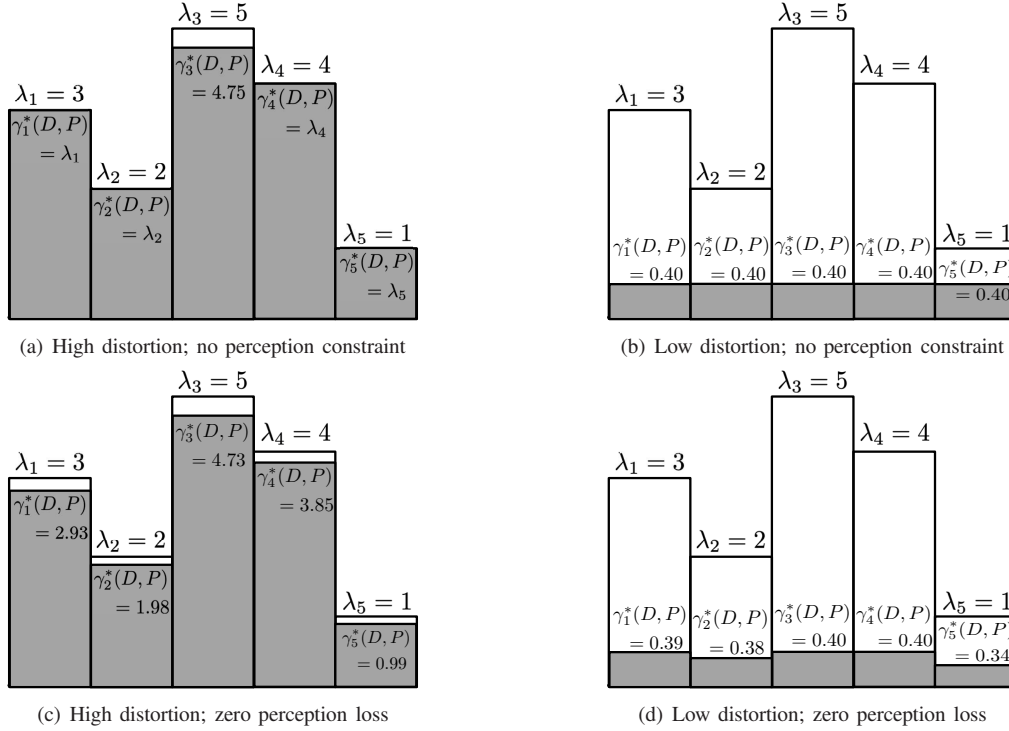 λ₃ = 5
λ₁ = 3
λ₄ = 4
γ₃*(D, P)
= 4.75
γ₁*(D, P)
= λ₁
γ₄*(D, P)
= λ₄
λ₂ = 2
γ₂*(D, P)
= λ₂
λ₅ = 1
γ₅*(D, P)
= λ₅
(a) High distortion; no perception constraint
λ₃ = 5
λ₁ = 3
λ₄ = 4
λ₂ = 2
λ₅ = 1
γ₁*(D, P)
= 0.40
γ₂*(D, P)
= 0.40
γ₃*(D, P)
= 0.40
γ₄*(D, P)
= 0.40
γ₅*(D, P)
= 0.40
(b) Low distortion; no perception constraint
λ₃ = 5
λ₁ = 3
λ₄ = 4
γ₃*(D, P)
= 4.73
γ₁*(D, P)
= 2.93
γ₄*(D, P)
= 3.85
λ₂ = 2
γ₂*(D, P)
= 1.98
λ₅ = 1
γ₅*(D, P)
= 0.99
(c) High distortion; zero perception loss
λ₃ = 5
λ₁ = 3
λ₄ = 4
λ₂ = 2
λ₅ = 1
γ₁*(D, P)
= 0.39
γ₂*(D, P)
= 0.38
γ₃*(D, P)
= 0.40
γ₄*(D, P)
= 0.40
γ₅*(D, P)
= 0.34
(d) Low distortion; zero perception loss